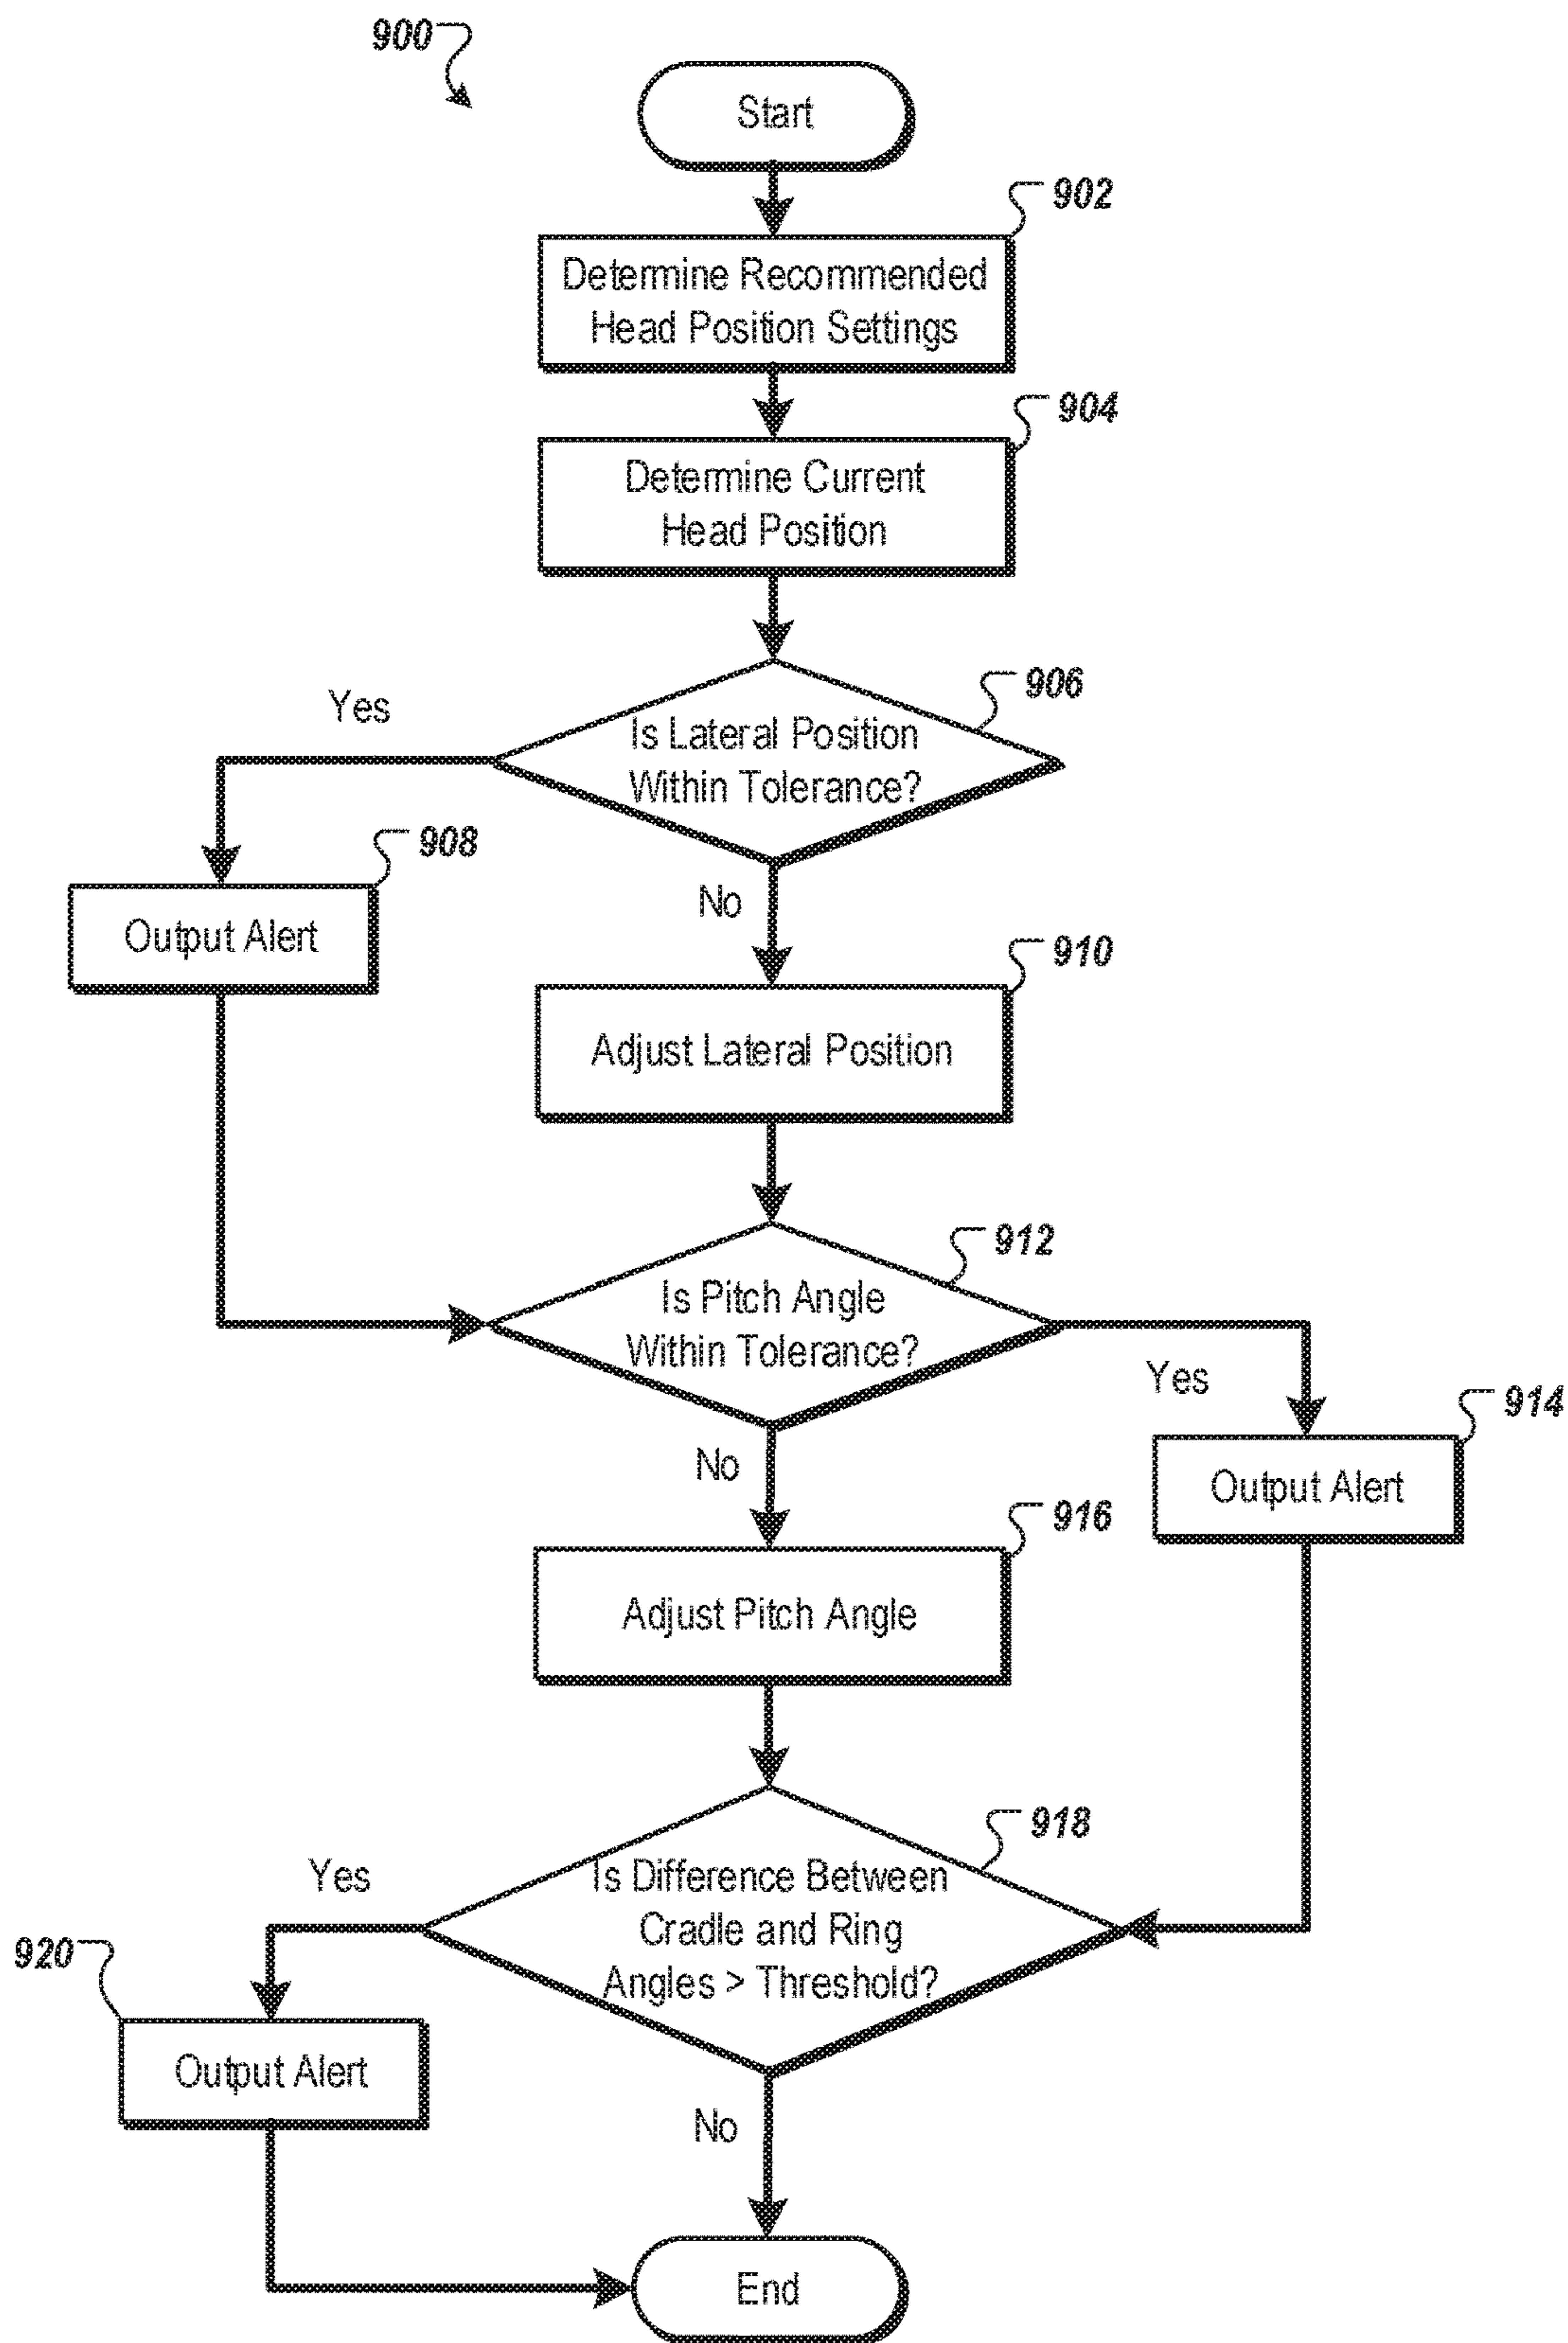 900
Start
902
Determine Recommended
Head Position Settings
904
Determine Current
Head Position
906
Yes
Is Lateral Position
Within Tolerance?
908
No
Output Alert
910
Adjust Lateral Position
912
Is Pitch Angle
Within Tolerance?
Yes
914
No
Output Alert
916
Adjust Pitch Angle
918
Yes
Is Difference Between
Cradle and Ring
Angles > Threshold?
920
Output Alert
No
End